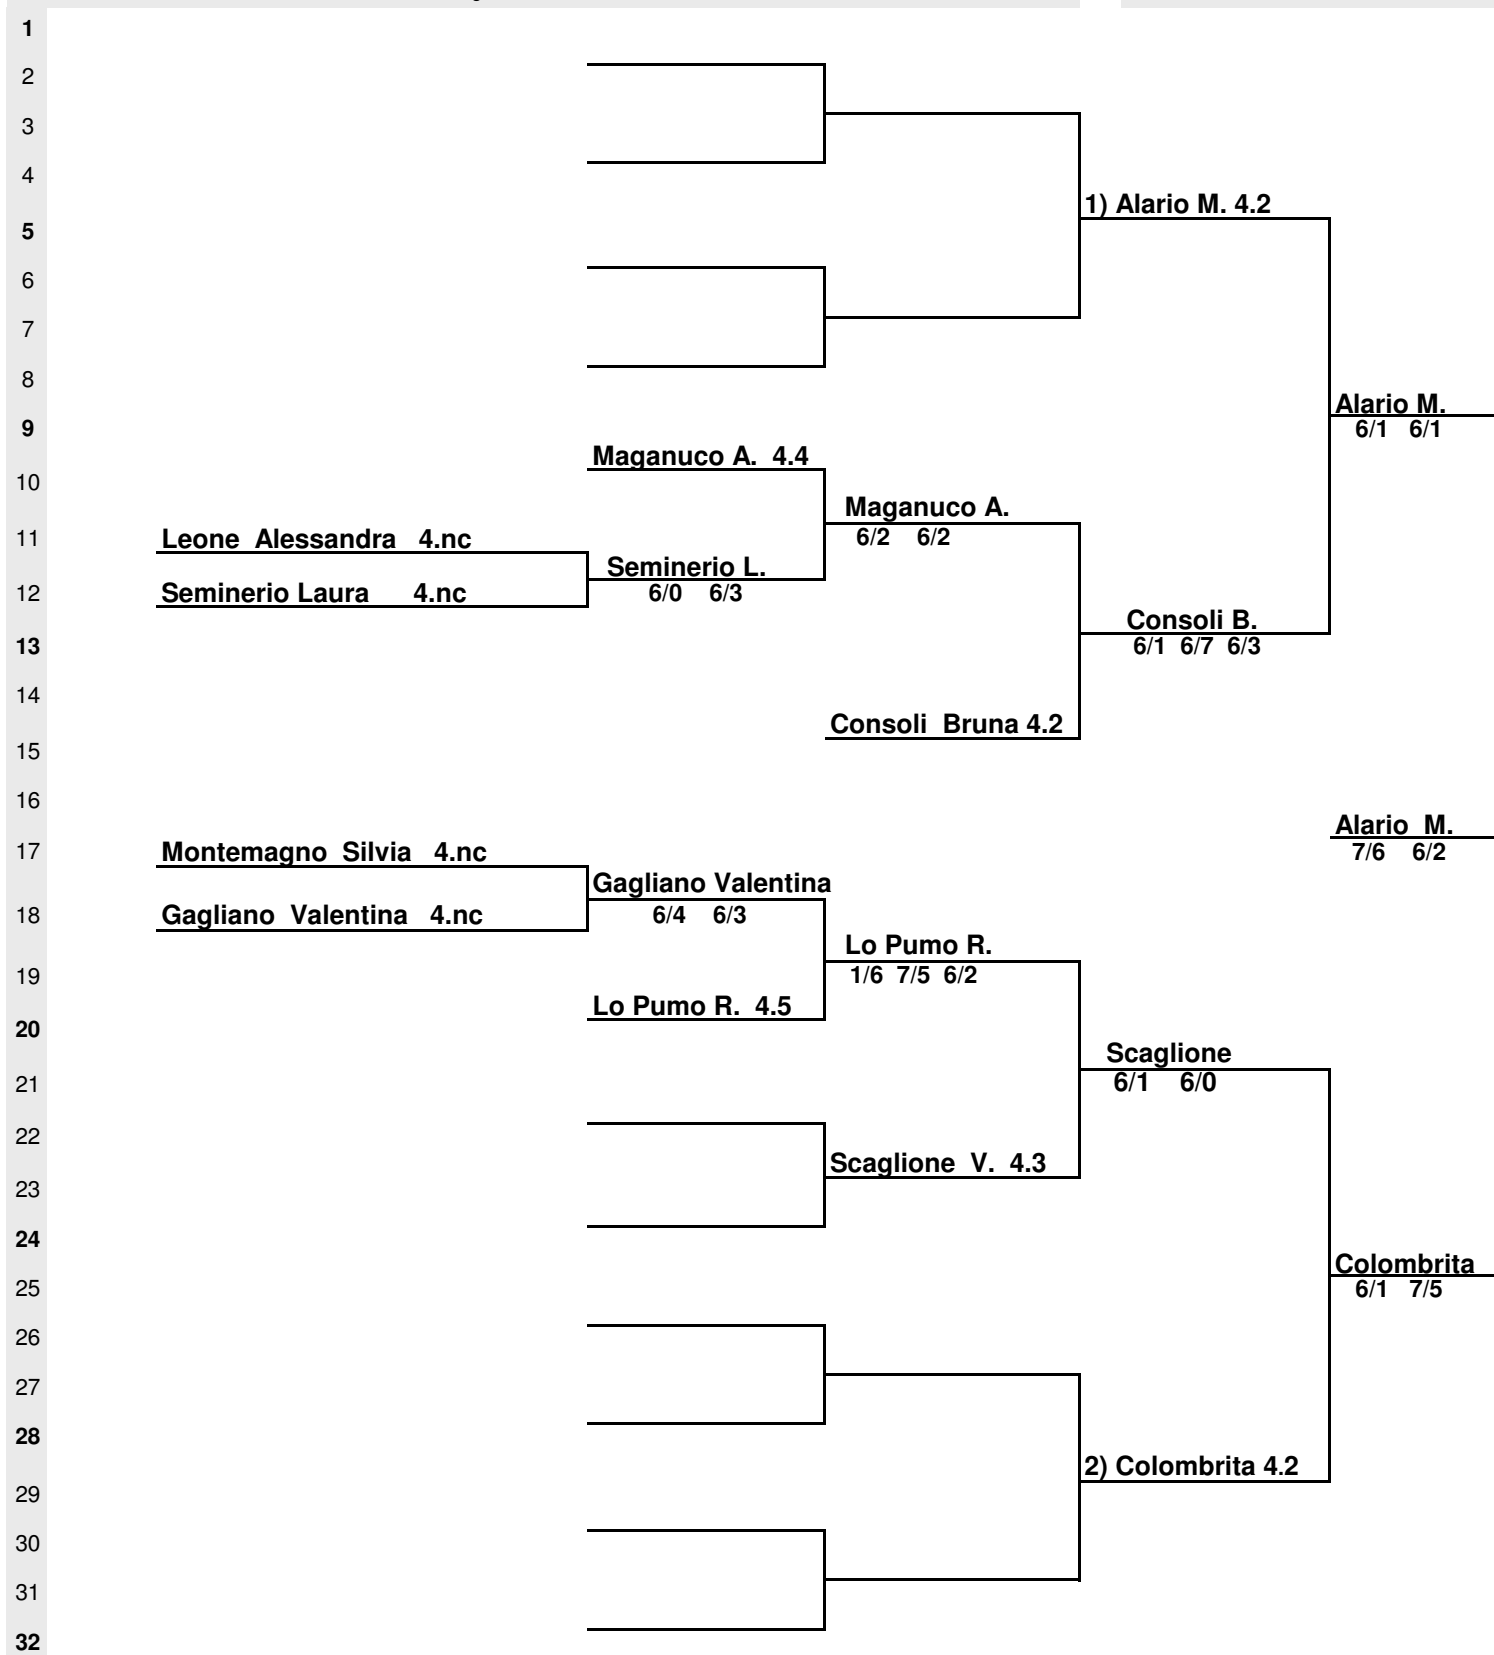 1
2
3
4
1) Alario M. 4.2
5
6
7
8
Alario M.
9
6/1 6/1
Maganuco A. 4.4
10
Maganuco A.
11
Leone Alessandra 4.nc
6/2 6/2
Seminerio L.
12
Seminerio Laura 4.nc
6/0 6/3
Consoli B.
13
6/1 6/7 6/3
14
Consoli Bruna 4.2
15
16
Alario M.
17
Montemagno Silvia 4.nc
7/6 6/2
Gagliano Valentina
18
Gagliano Valentina 4.nc
6/4 6/3
Lo Pumo R.
19
1/6 7/5 6/2
Lo Pumo R. 4.5
20
Scaglione
21
6/1 6/0
22
Scaglione V. 4.3
23
24
Colombrita
25
6/1 7/5
26
27
28
2) Colombrita 4.2
29
30
31
32